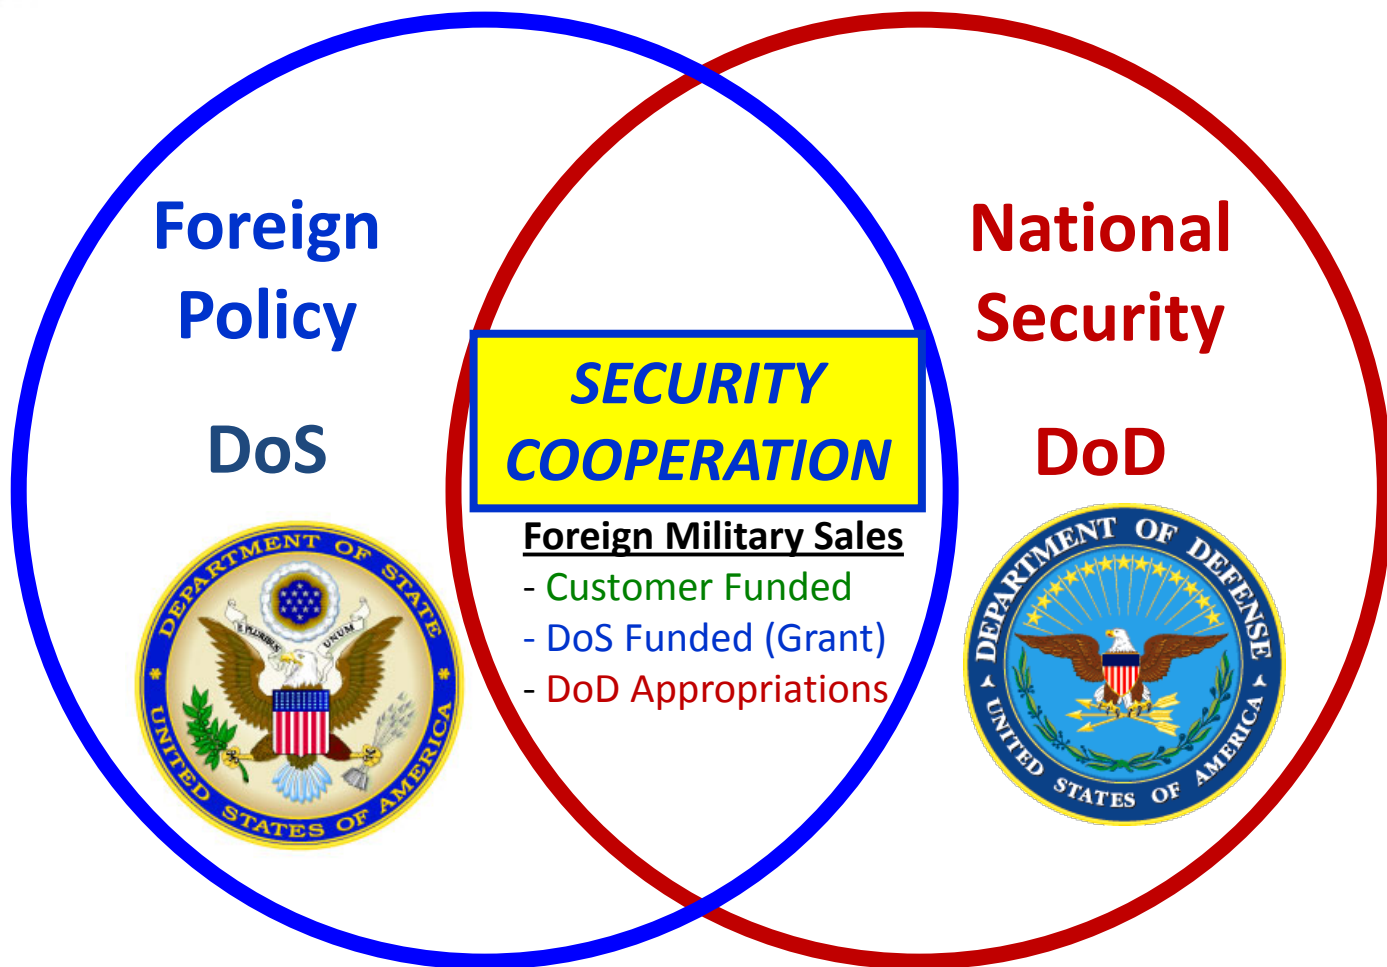 Foreign
Policy
DoS
DEPARTMENT OF STATE
E PLURIBUS UNUM
* UNITED STATES OF AMERICA *
SECURITY
COOPERATION
Foreign Military Sales
- Customer Funded
- DoS Funded (Grant)
- DoD Appropriations
National
Security
DoD
DEPARTMENT OF DEFENSE
UNITED STATES OF AMERICA